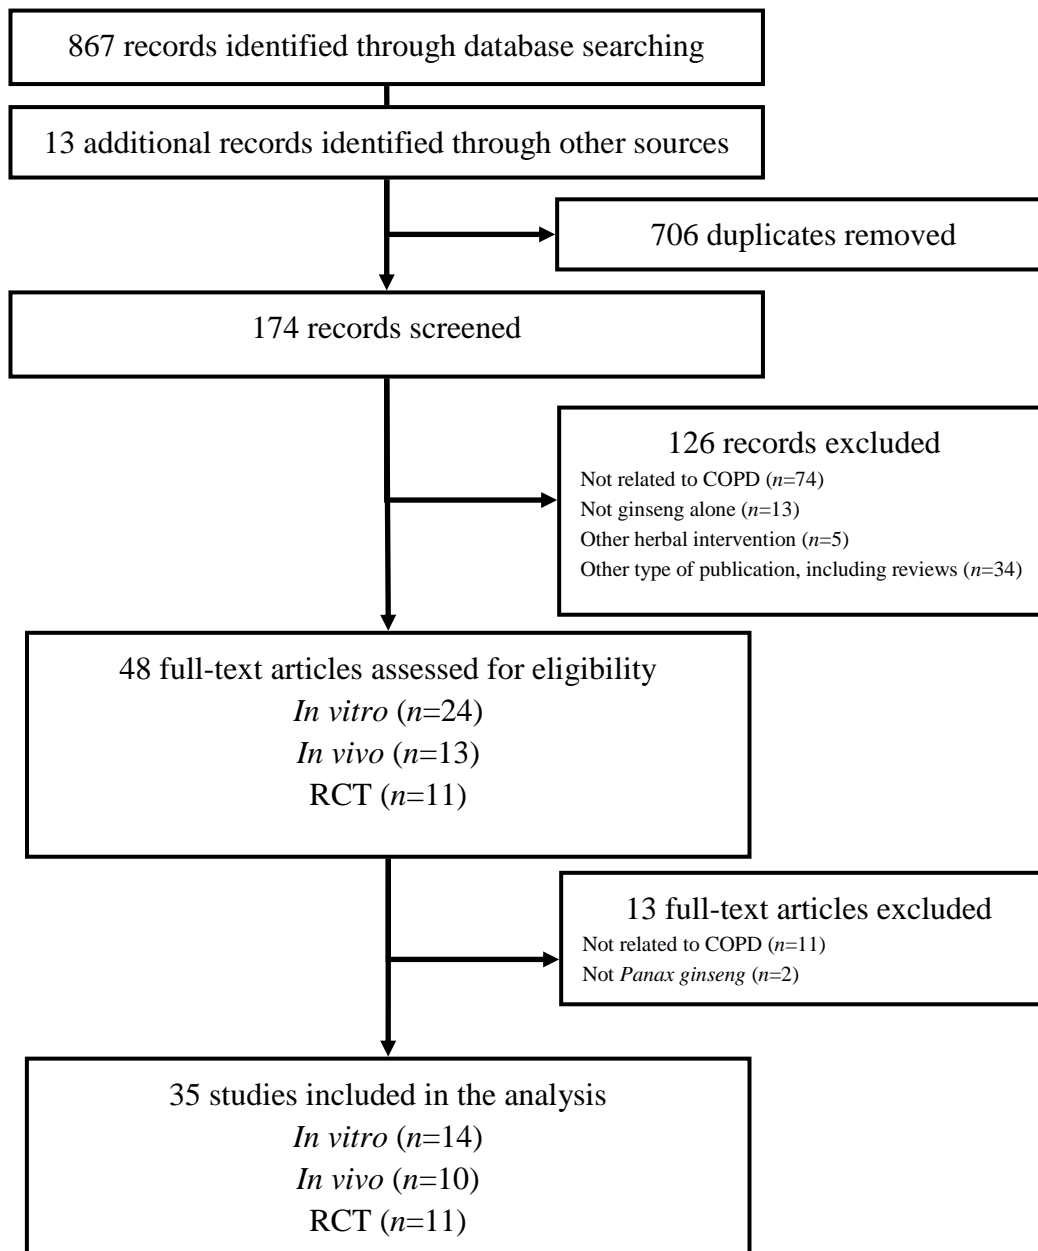 867 records identified through database searching
13 additional records identified through other sources
706 duplicates removed
174 records screened
126 records excluded
Not related to COPD (n=74)
Not ginseng alone (n=13)
Other herbal intervention (n=5)
Other type of publication, including reviews (n=34)
48 full-text articles assessed for eligibility
In vitro (n=24)
In vivo (n=13)
RCT (n=11)
13 full-text articles excluded
Not related to COPD (n=11)
Not Panax ginseng (n=2)
35 studies included in the analysis
In vitro (n=14)
In vivo (n=10)
RCT (n=11)